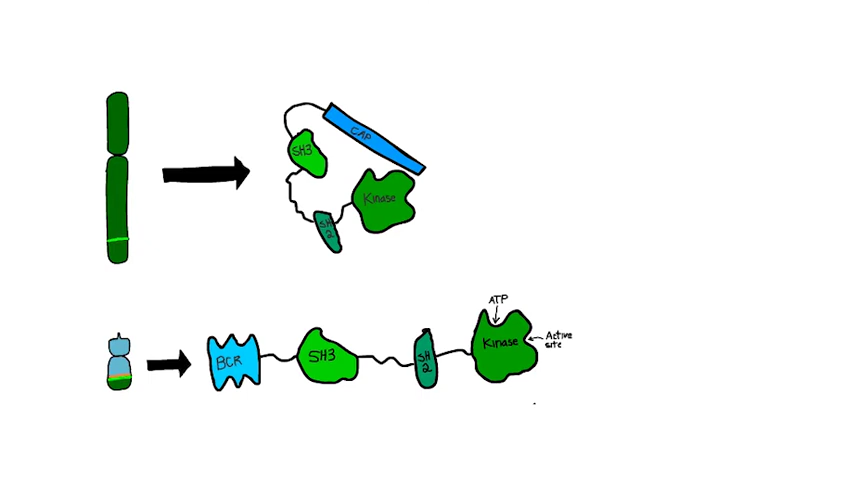 CAP
SH3
Kinase
SH
2
ATP
BCR
SH3
SH
2
Kinase
Active
site